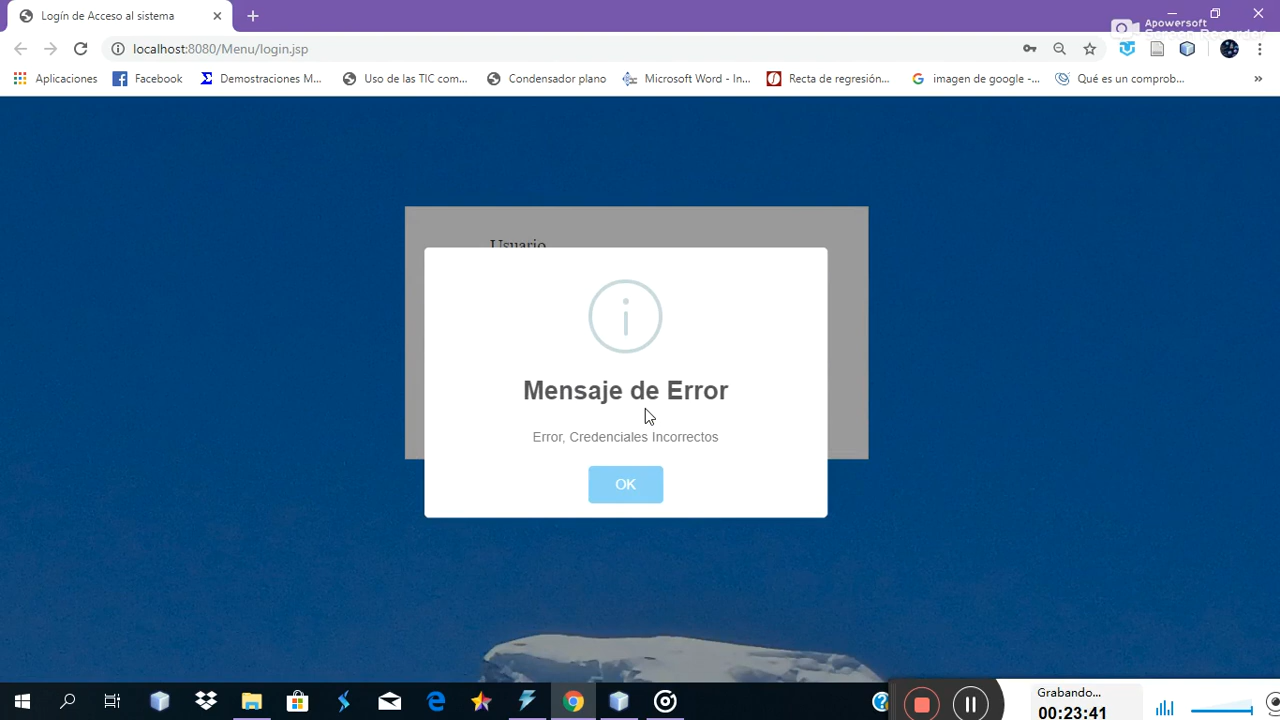 Logín de Acceso al sistema
Apowersoft
Screen Recorder
localhost:8080/Menu/login.jsp
Aplicaciones
Facebook
Demostraciones M...
Uso de las TIC com...
Condensador plano
Microsoft Word - In...
Recta de regresión...
imagen de google -...
Qué es un comprob...
»
Usuario
Mensaje de Error
Error, Credenciales Incorrectos
OK
Grabando...
00:23:41